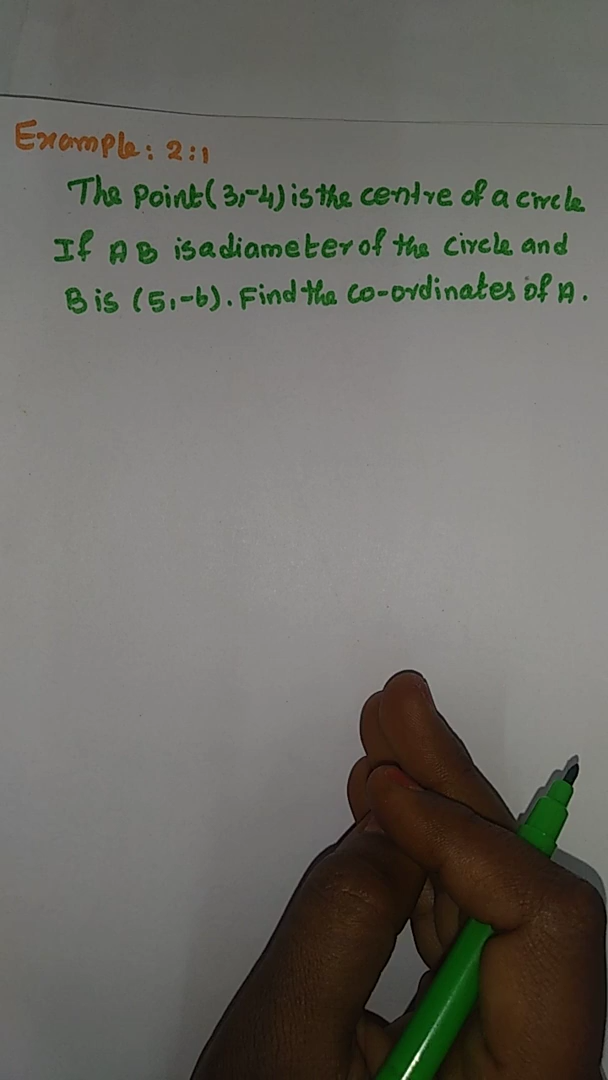 Example: 2:1
The Point (3,-4) is the centre of a circle
If AB is a diameter of the circle and
B is (5,-6). Find the co-ordinates of A.